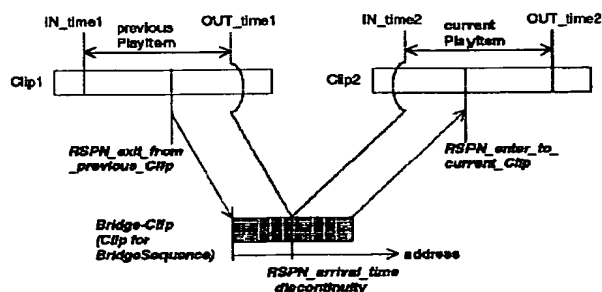 IN_time1
previous
PlayItem
OUT_time1
IN_time2
current
PlayItem
OUT_time2
Clip1
Clip2
RSPN_exit_from
_previous_Clip
RSPN_enter_to_
current_Clip
Bridge-Clip
(Clip for
BridgeSequence)
address
RSPN_arrival_time
discontinuity